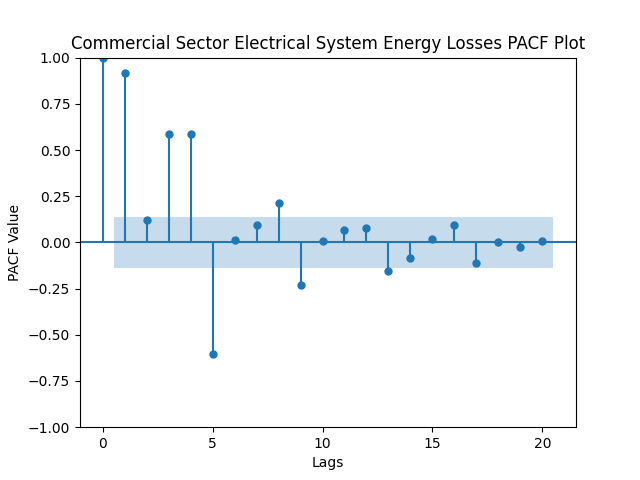 Commercial Sector Electrical System Energy Losses PACF Plot
1.00
0.75
0.50
0.25
0.00
−0.25
−0.50
−0.75
−1.00
PACF Value
0 5 10 15 20
Lags